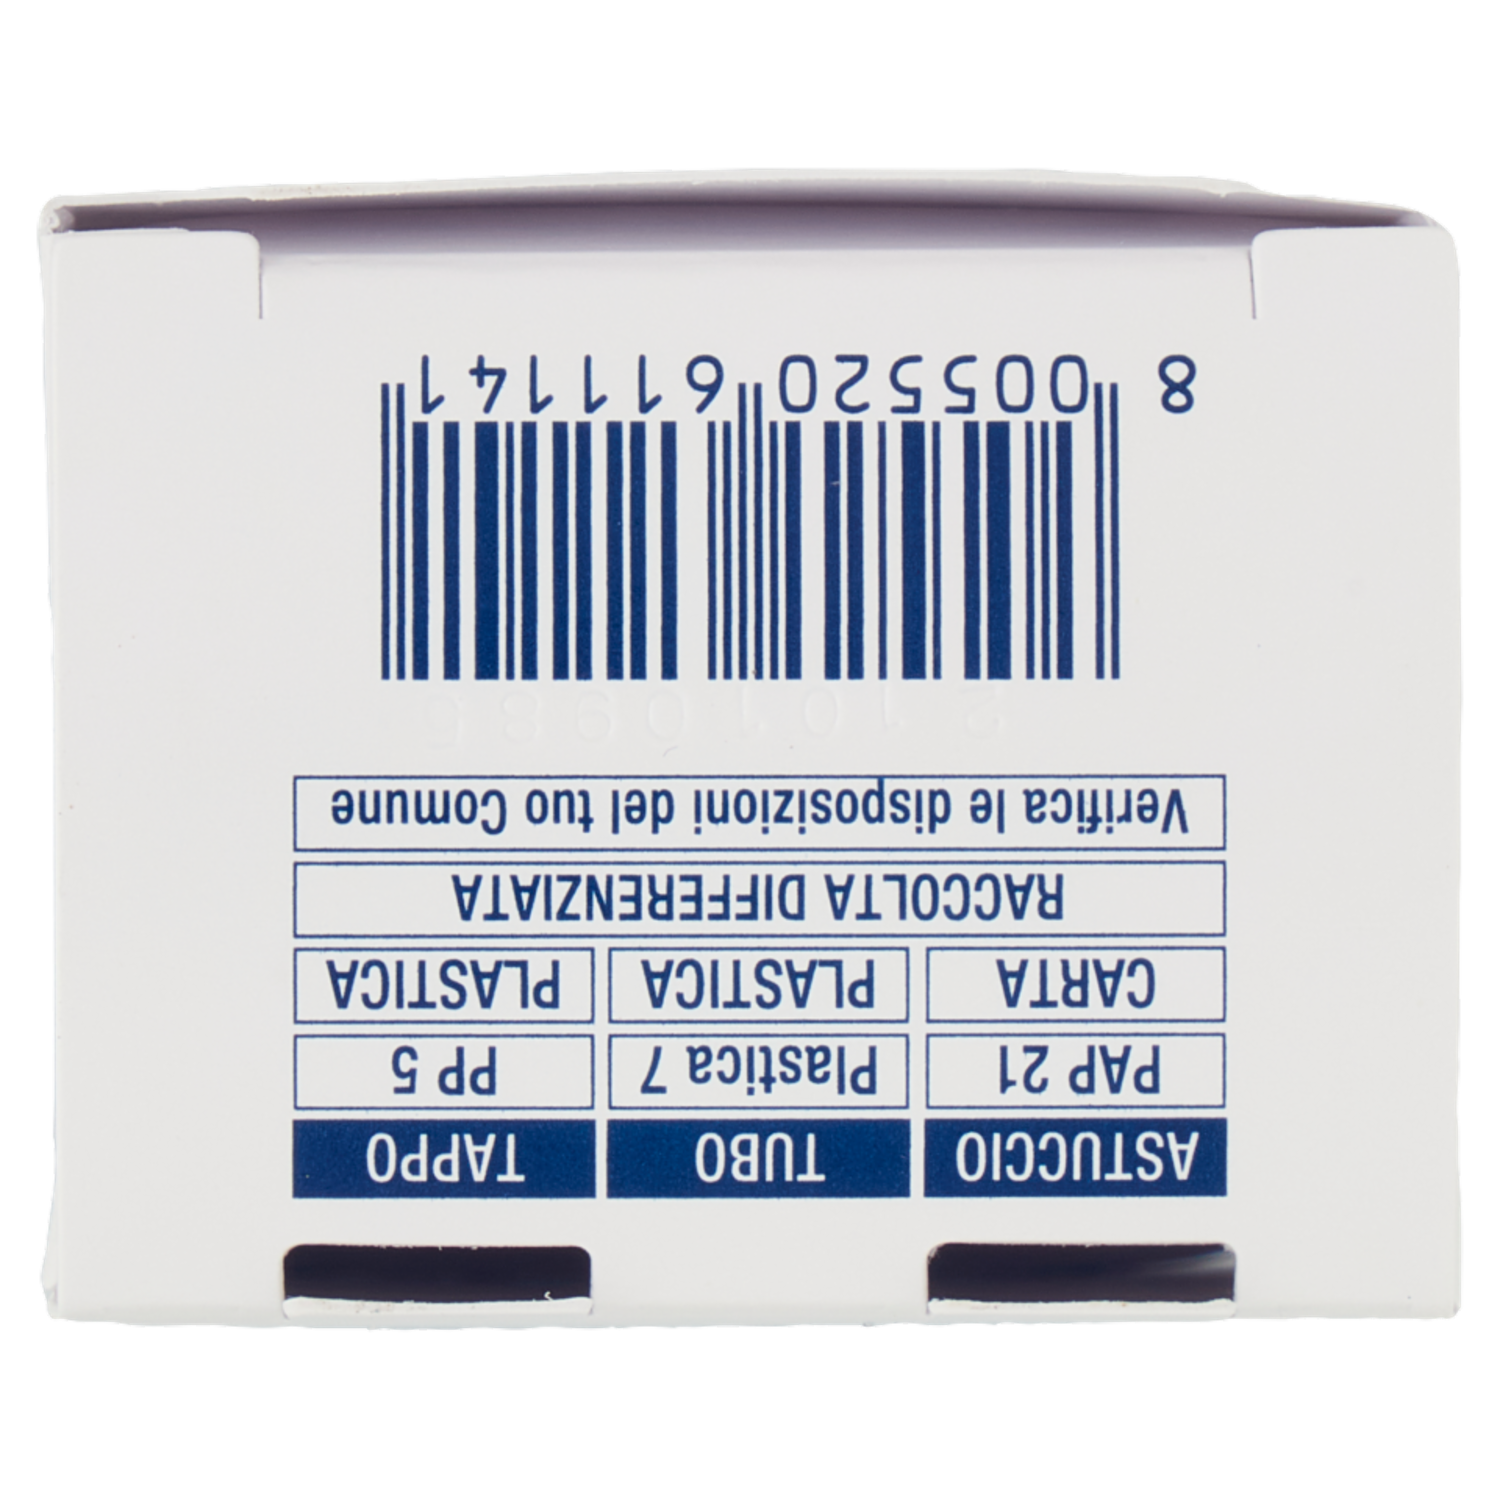 ASTUCCIO TUBO TAPPO
PAP 21 Plastica 7 PP 5
CARTA PLASTICA PLASTICA
RACCOLTA DIFFERENZIATA
Verifica le disposizioni del tuo Comune
8 005520 611141